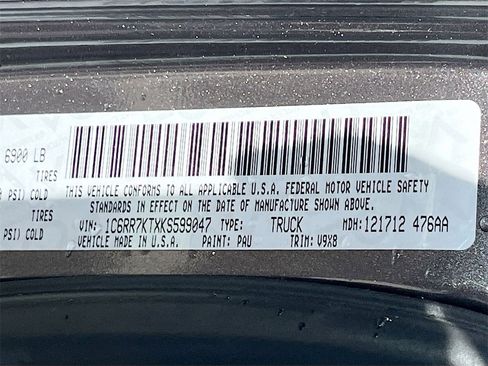 6900 LB
TIRES
PSI) COLD
TIRES
PSI) COLD
THIS VEHICLE CONFORMS TO ALL APPLICABLE U.S.A. FEDERAL MOTOR VEHICLE SAFETY
STANDARDS IN EFFECT ON THE DATE OF MANUFACTURE SHOWN ABOVE.
VIN: 1C6RR7KTXKS599047 TYPE: TRUCK MDH: 121712 476AA
VEHICLE MADE IN U.S.A. PAINT: PAU TRIM: V9X8